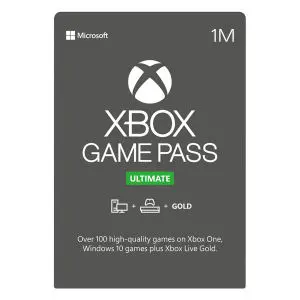 Microsoft 1M
XBOX
GAME PASS
ULTIMATE
+ + GOLD
Over 100 high-quality games on Xbox One,
Windows 10 games plus Xbox Live Gold.